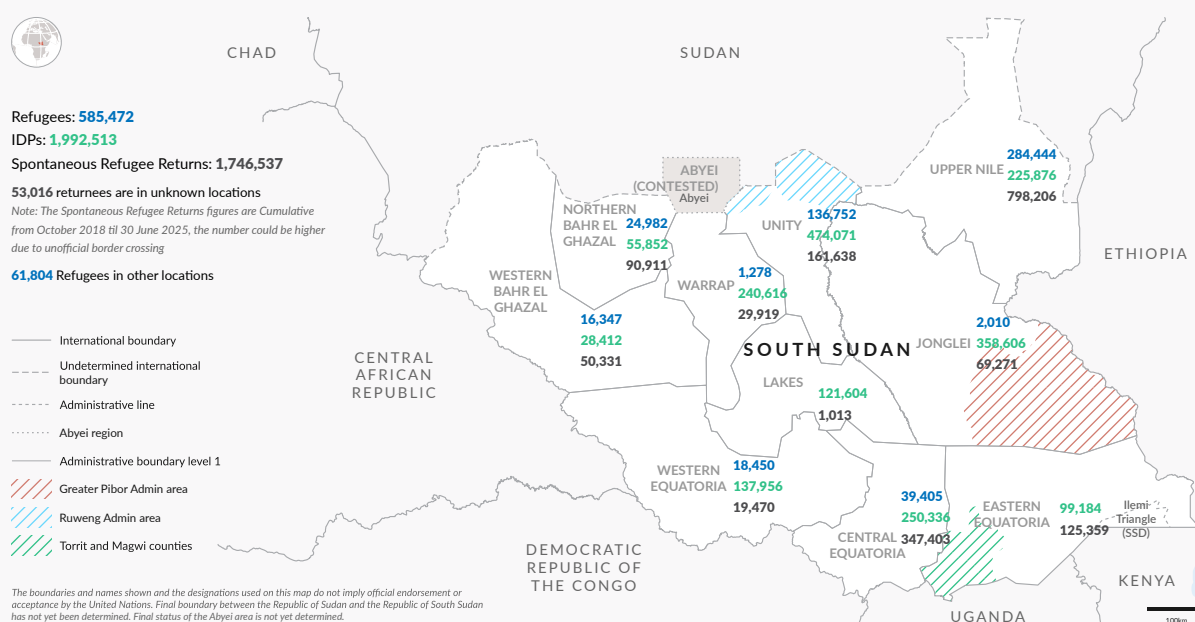 CHAD
SUDAN
Refugees: 585,472
IDPs: 1,992,513
Spontaneous Refugee Returns: 1,746,537
53,016 returnees are in unknown locations
Note: The Spontaneous Refugee Returns figures are Cumulative
from October 2018 til 30 June 2025, the number could be higher
due to unofficial border crossing
61,804 Refugees in other locations
International boundary
Undetermined international
boundary
Administrative line
Abyei region
Administrative boundary level 1
Greater Pibor Admin area
Ruweng Admin area
Torrit and Magwi counties
The boundaries and names shown and the designations used on this map do not imply official endorsement or
acceptance by the United Nations. Final boundary between the Republic of Sudan and the Republic of South Sudan
has not yet been determined. Final status of the Abyei area is not yet determined.
ABYEI
(CONTESTED)
Abyei
UPPER NILE
284,444
225,876
798,206
NORTHERN
BAHR EL
GHAZAL
24,982
55,852
90,911
UNITY
136,752
474,071
161,638
ETHIOPIA
WESTERN
BAHR EL
GHAZAL
16,347
28,412
50,331
WARRAP
1,278
240,616
29,919
SOUTH SUDAN
JONGLEI
2,010
358,606
69,271
CENTRAL
AFRICAN
REPUBLIC
LAKES
121,604
1,013
WESTERN
EQUATORIA
18,450
137,956
19,470
CENTRAL
EQUATORIA
39,405
250,336
347,403
EASTERN
EQUATORIA
99,184
125,359
Ilemi
Triangle
(SSD)
DEMOCRATIC
REPUBLIC OF
THE CONGO
KENYA
UGANDA
100km